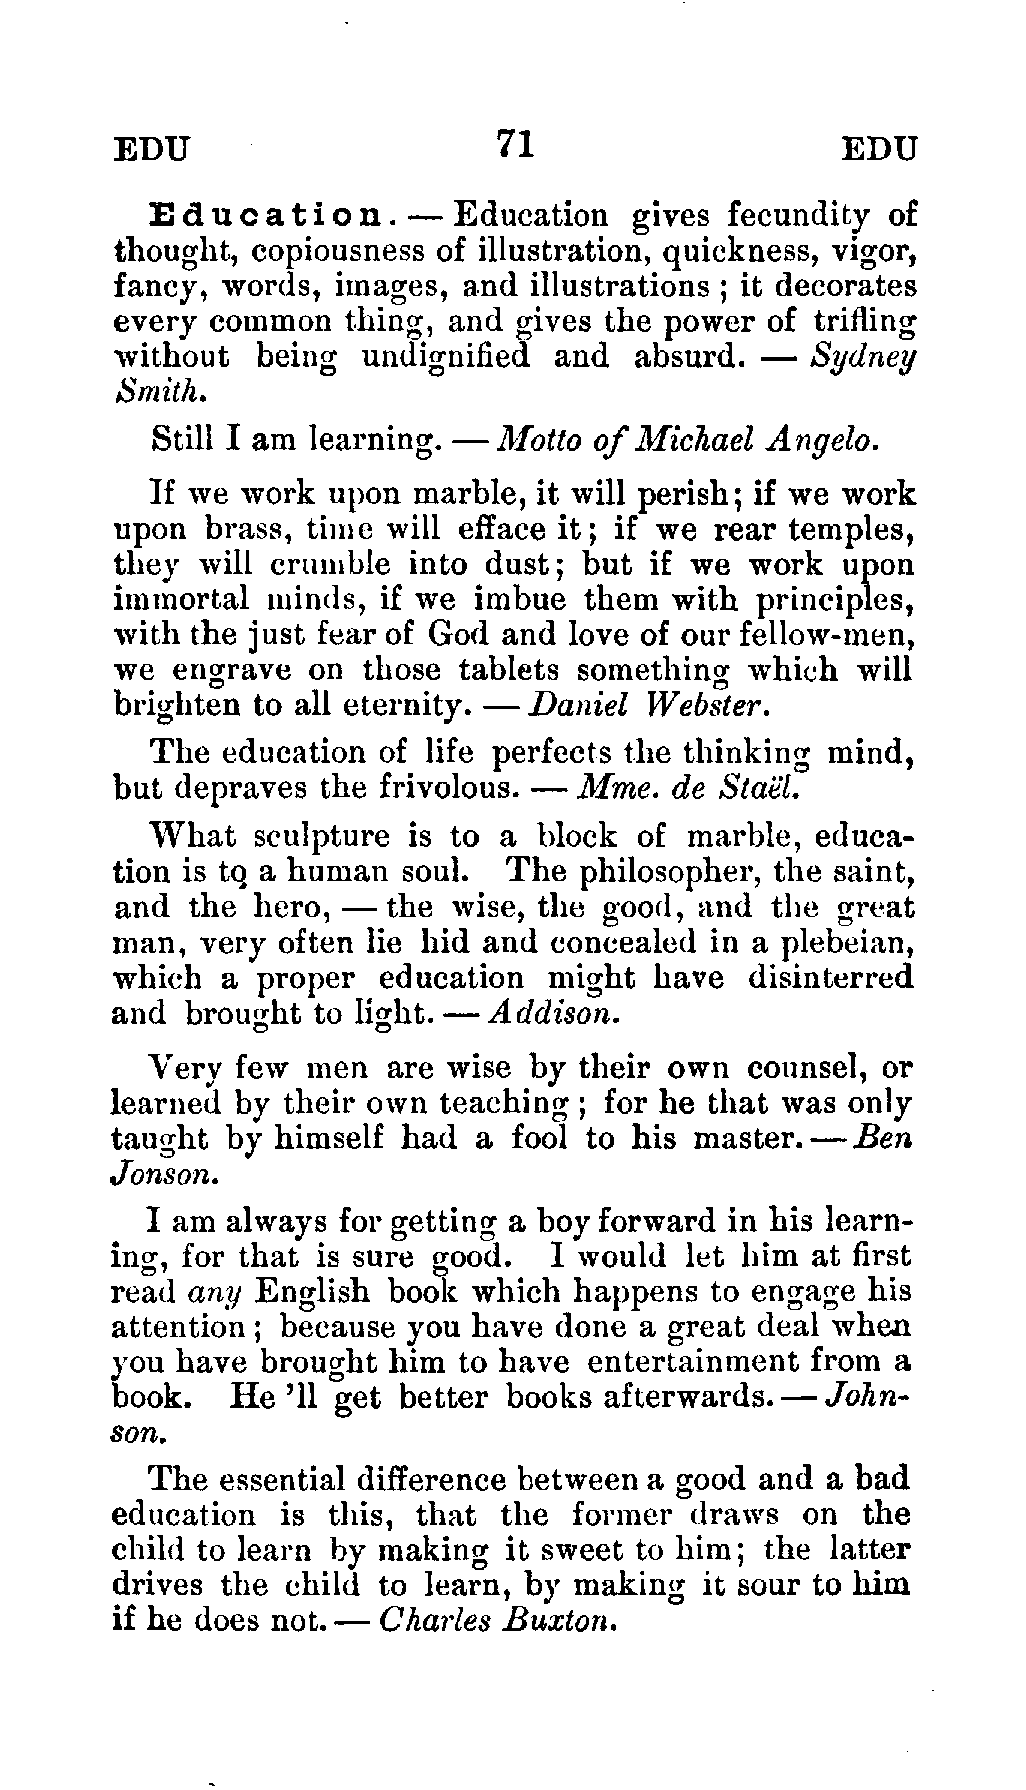 EDU 71 EDU
Education. — Education gives fecundity of
thought, copiousness of illustration, quickness, vigor,
fancy, words, images, and illustrations ; it decorates
every common thing, and gives the power of trifling
without being undignified and absurd. — Sydney
Smith.
Still I am learning. — Motto of Michael Angelo.
If we work upon marble, it will perish; if we work
upon brass, time will efface it; if we rear temples,
they will crumble into dust; but if we work upon
immortal minds, if we imbue them with principles,
with the just fear of God and love of our fellow-men,
we engrave on those tablets something which will
brighten to all eternity. — Daniel Webster.
The education of life perfects the thinking mind,
but depraves the frivolous. — Mme. de Staël.
What sculpture is to a block of marble, educa-
tion is to a human soul. The philosopher, the saint,
and the hero, — the wise, the good, and the great
man, very often lie hid and concealed in a plebeian,
which a proper education might have disinterred
and brought to light. — Addison.
Very few men are wise by their own counsel, or
learned by their own teaching ; for he that was only
taught by himself had a fool to his master. — Ben
Jonson.
I am always for getting a boy forward in his learn-
ing, for that is sure good. I would let him at first
read any English book which happens to engage his
attention ; because you have done a great deal when
you have brought him to have entertainment from a
book. He 'll get better books afterwards. — John-
son.
The essential difference between a good and a bad
education is this, that the former draws on the
child to learn by making it sweet to him; the latter
drives the child to learn, by making it sour to him
if he does not. — Charles Buxton.